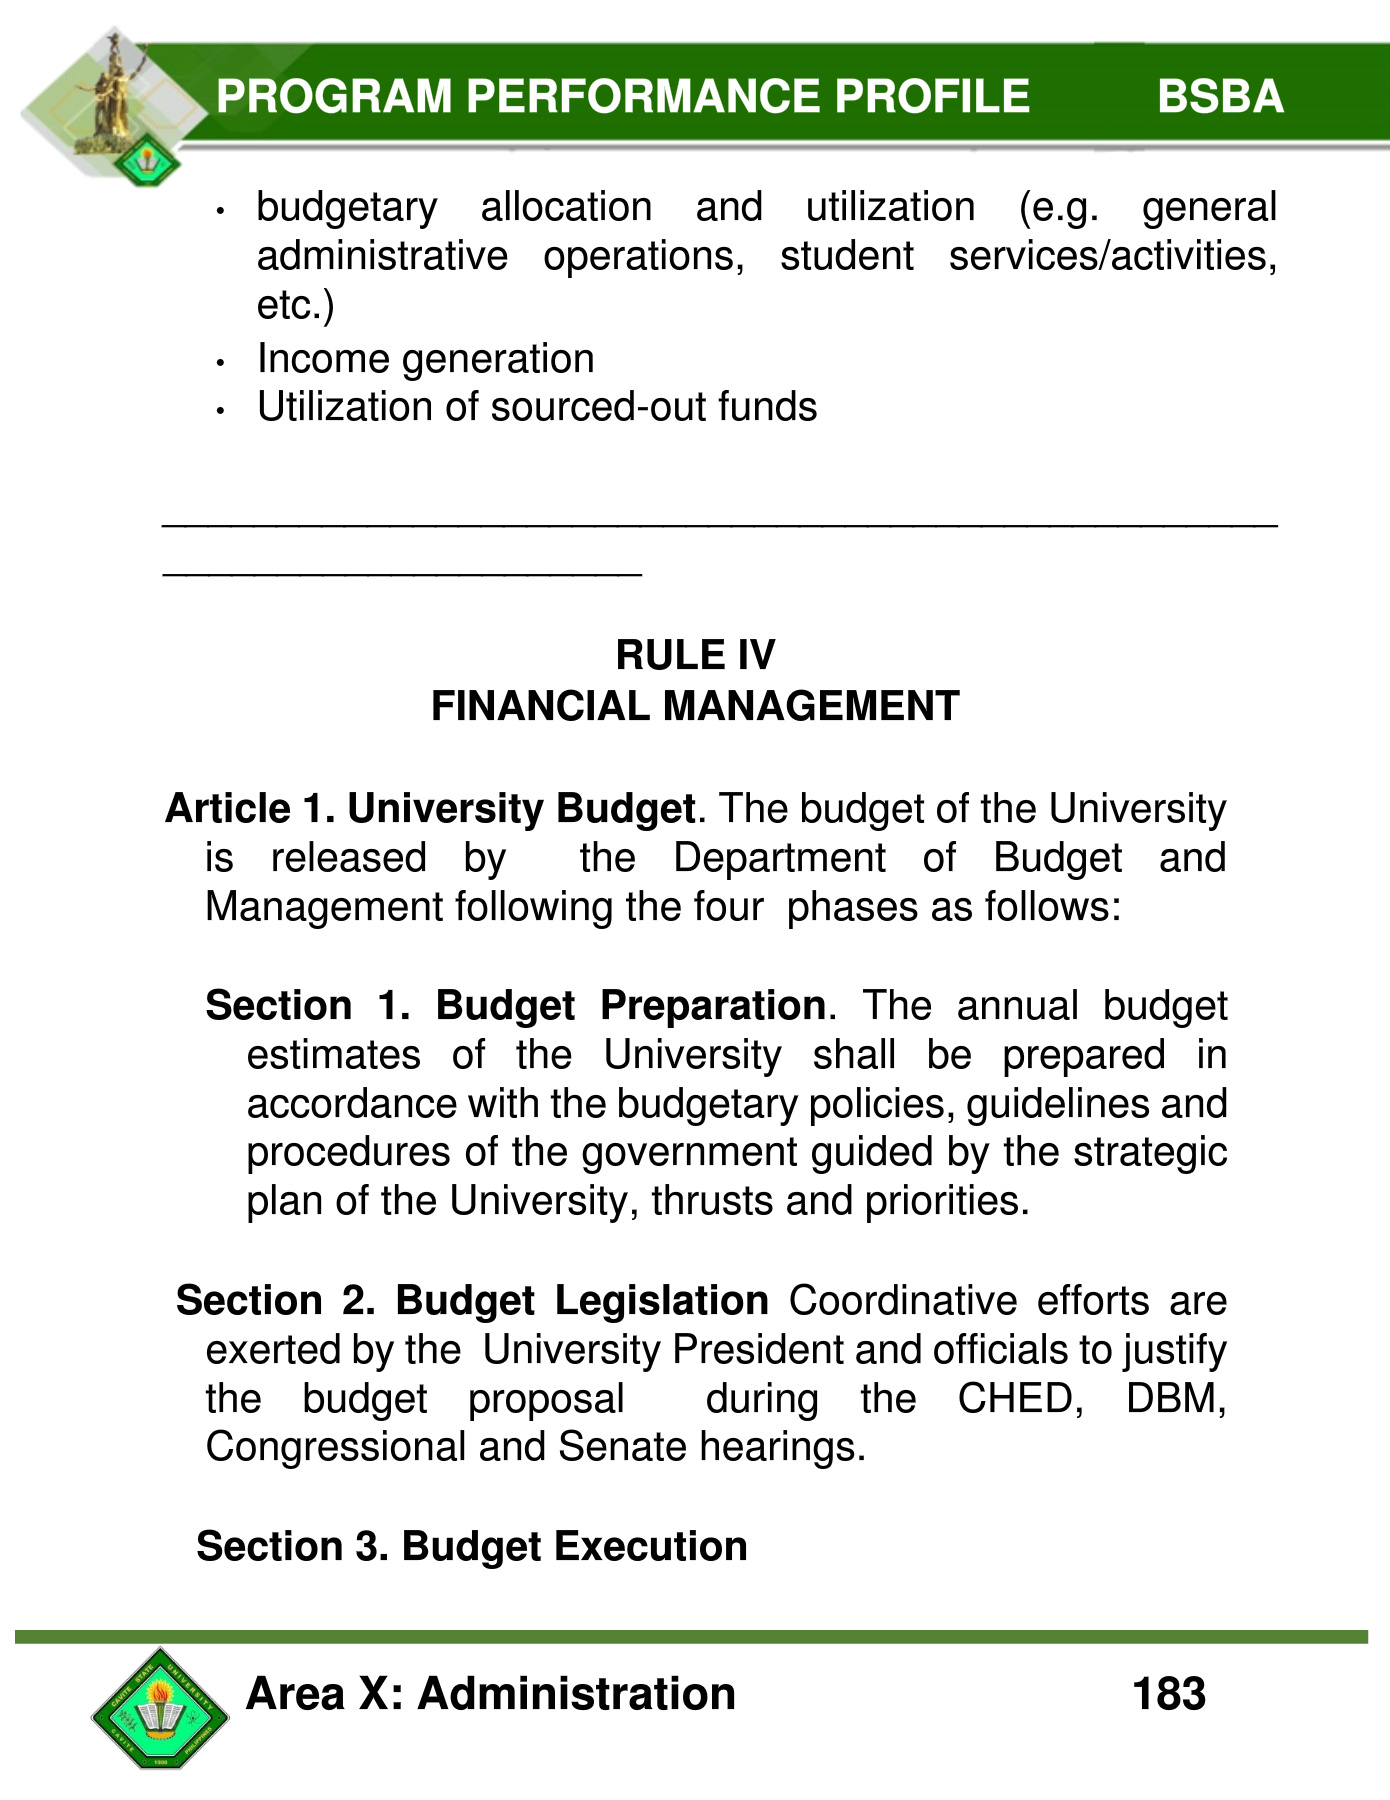 PROGRAM PERFORMANCE PROFILE BSBA
• budgetary allocation and utilization (e.g. general
administrative operations, student services/activities,
etc.)
• Income generation
• Utilization of sourced-out funds
RULE IV
FINANCIAL MANAGEMENT
Article 1. University Budget. The budget of the University
is released by the Department of Budget and
Management following the four phases as follows:
Section 1. Budget Preparation. The annual budget
estimates of the University shall be prepared in
accordance with the budgetary policies, guidelines and
procedures of the government guided by the strategic
plan of the University, thrusts and priorities.
Section 2. Budget Legislation Coordinative efforts are
exerted by the University President and officials to justify
the budget proposal during the CHED, DBM,
Congressional and Senate hearings.
Section 3. Budget Execution
CAVITE STATE UNIVERSITY
CAVITE PHILIPPINES
1906
Area X: Administration 183